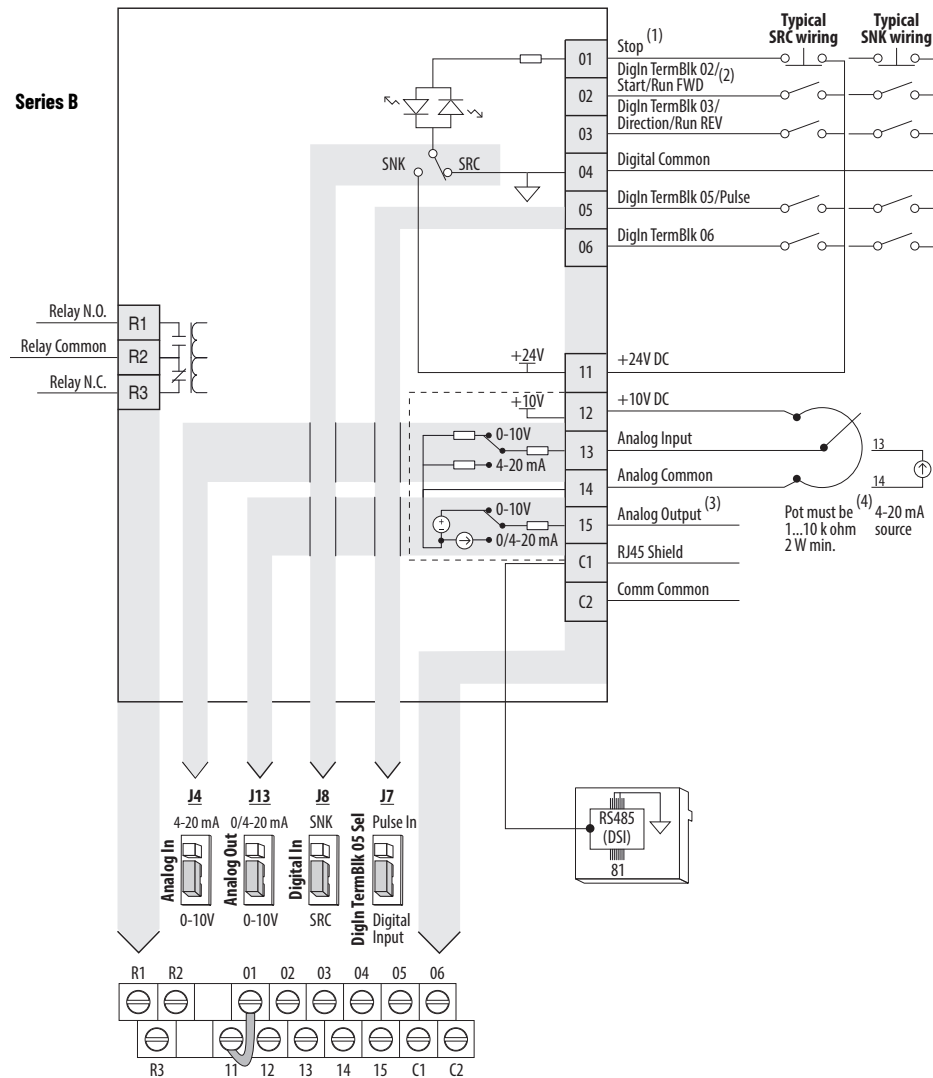 Series B
Typical
SRC wiring
Typical
SNK wiring
01
Stop (1)
02
DigIn TermBlk 02/
Start/Run FWD (2)
03
DigIn TermBlk 03/
Direction/Run REV
04
Digital Common
05
DigIn TermBlk 05/Pulse
06
DigIn TermBlk 06
SNK
SRC
Relay N.O.
R1
Relay Common
R2
Relay N.C.
R3
+24V
11
+24V DC
+10V
12
+10V DC
0-10V
4-20 mA
13
Analog Input
14
Analog Common
0-10V
0/4-20 mA
15
Analog Output (3)
C1
RJ45 Shield
C2
Comm Common
13
14
Pot must be (4)
1...10 k ohm
2 W min.
4-20 mA
source
J4
4-20 mA
Analog In
0-10V
J13
0/4-20 mA
Analog Out
0-10V
J8
SNK
Digital In
SRC
J7
Pulse In
DigIn TermBlk 05 Sel
Digital
Input
RS485
(DSI)
81
R1 R2 01 02 03 04 05 06
R3 11 12 13 14 15 C1 C2